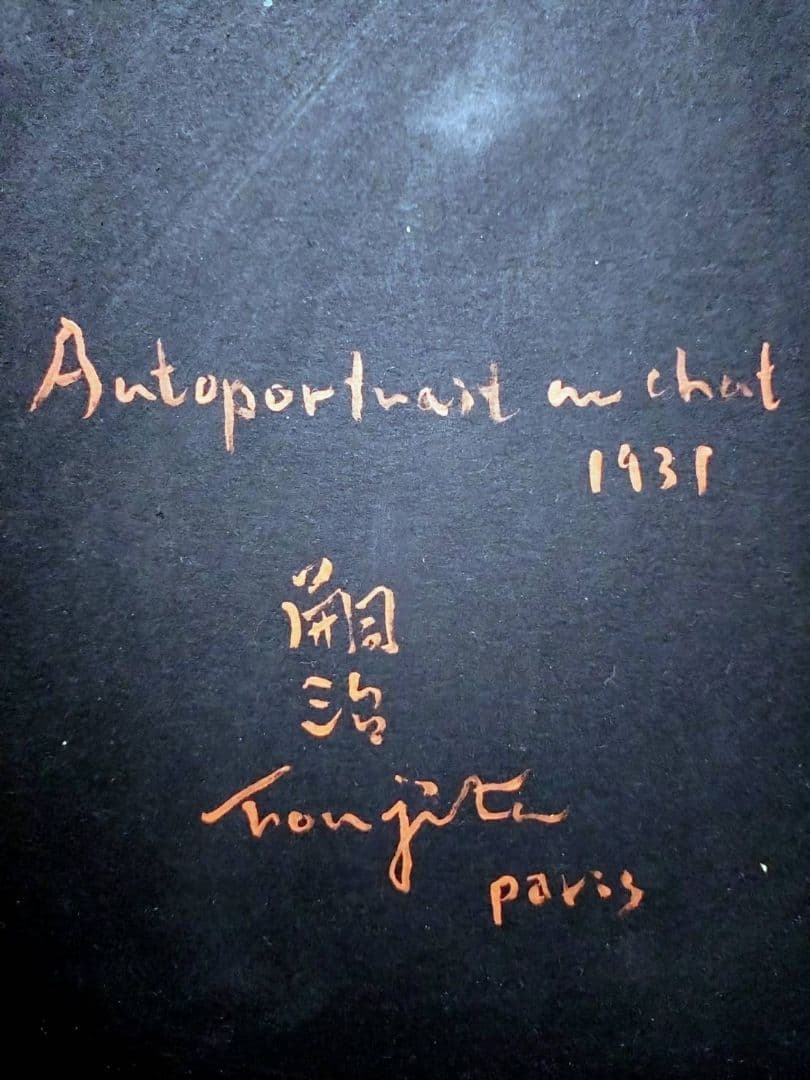 Autoportrait au chat
1931
嗣
治
Foujita
paris